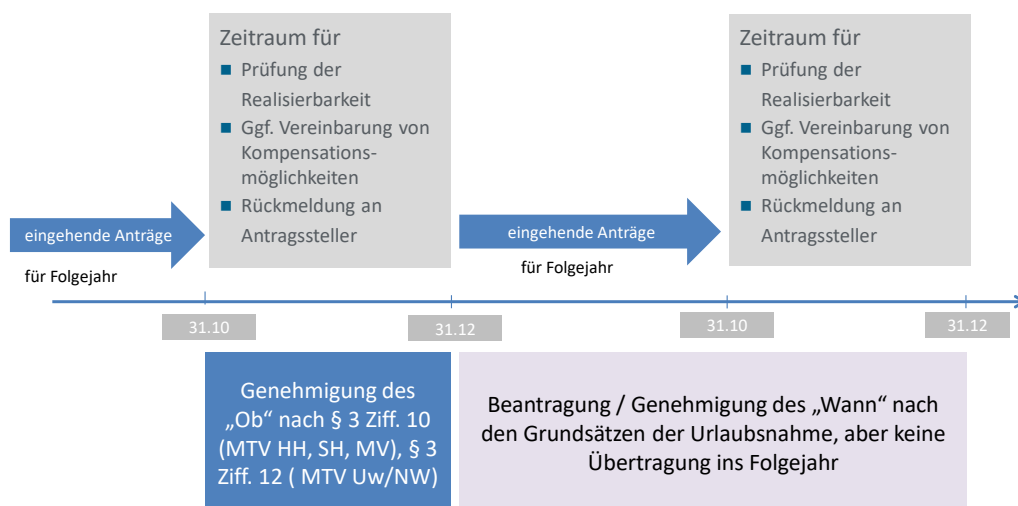 Zeitraum für
■ Prüfung der
Realisierbarkeit
■ Ggf. Vereinbarung von
Kompensations-
möglichkeiten
■ Rückmeldung an
Antragssteller
Zeitraum für
■ Prüfung der
Realisierbarkeit
■ Ggf. Vereinbarung von
Kompensations-
möglichkeiten
■ Rückmeldung an
Antragssteller
eingehende Anträge
für Folgejahr
eingehende Anträge
für Folgejahr
31.10
31.12
31.10
31.12
Genehmigung des
„Ob“ nach § 3 Ziff. 10
(MTV HH, SH, MV), § 3
Ziff. 12 ( MTV Uw/NW)
Beantragung / Genehmigung des „Wann“ nach
den Grundsätzen der Urlaubsnahme, aber keine
Übertragung ins Folgejahr